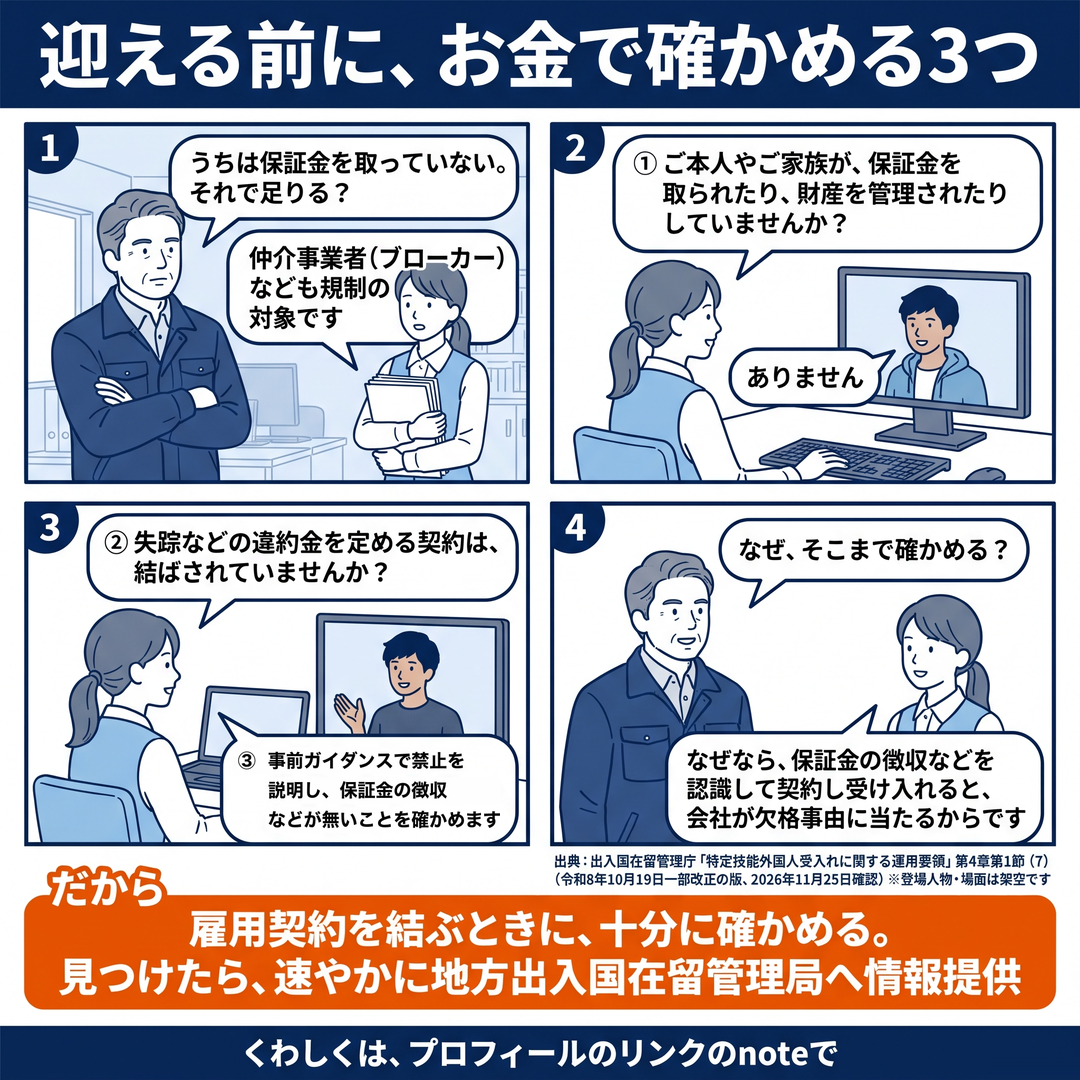 迎える前に、お金で確かめる3つ
1
うちは保証金を取っていない。
それで足りる？
仲介事業者（ブローカー）
なども規制の
対象です
2
① ご本人やご家族が、保証金を
取られたり、財産を管理されたり
していませんか？
ありません
3
② 失踪などの違約金を定める契約は、
結ばされていませんか？
③ 事前ガイダンスで禁止を
説明し、保証金の徴収
などが無いことを確かめます
4
なぜ、そこまで確かめる？
なぜなら、保証金の徴収などを
認識して契約し受け入れると、
会社が欠格事由に当たるからです
出典：出入国在留管理庁「特定技能外国人受入れに関する運用要領」第4章第1節（7）
（令和8年10月19日一部改正の版、2026年11月25日確認）※登場人物・場面は架空です
だから
雇用契約を結ぶときに、十分に確かめる。
見つけたら、速やかに地方出入国在留管理局へ情報提供
くわしくは、プロフィールのリンクのnoteで